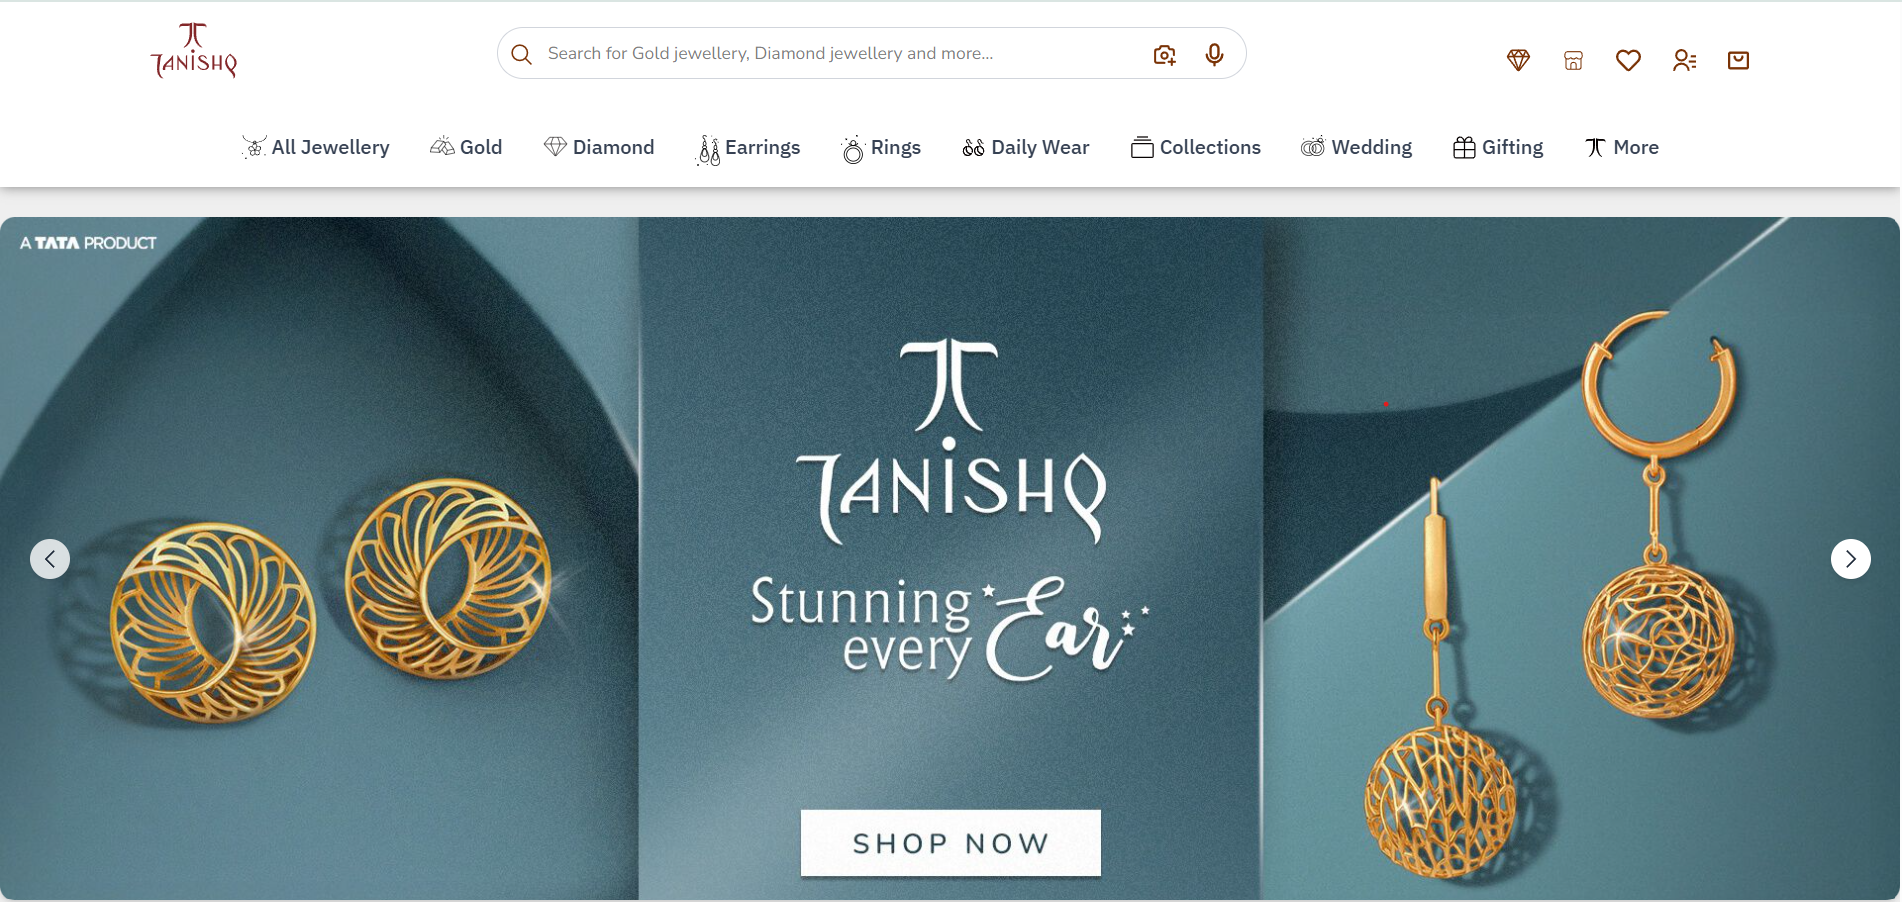 TANISHQ
Search for Gold jewellery, Diamond jewellery and more...
All Jewellery
Gold
Diamond
Earrings
Rings
Daily Wear
Collections
Wedding
Gifting
More
A TATA PRODUCT
TANISHQ
Stunning
every Ear
SHOP NOW